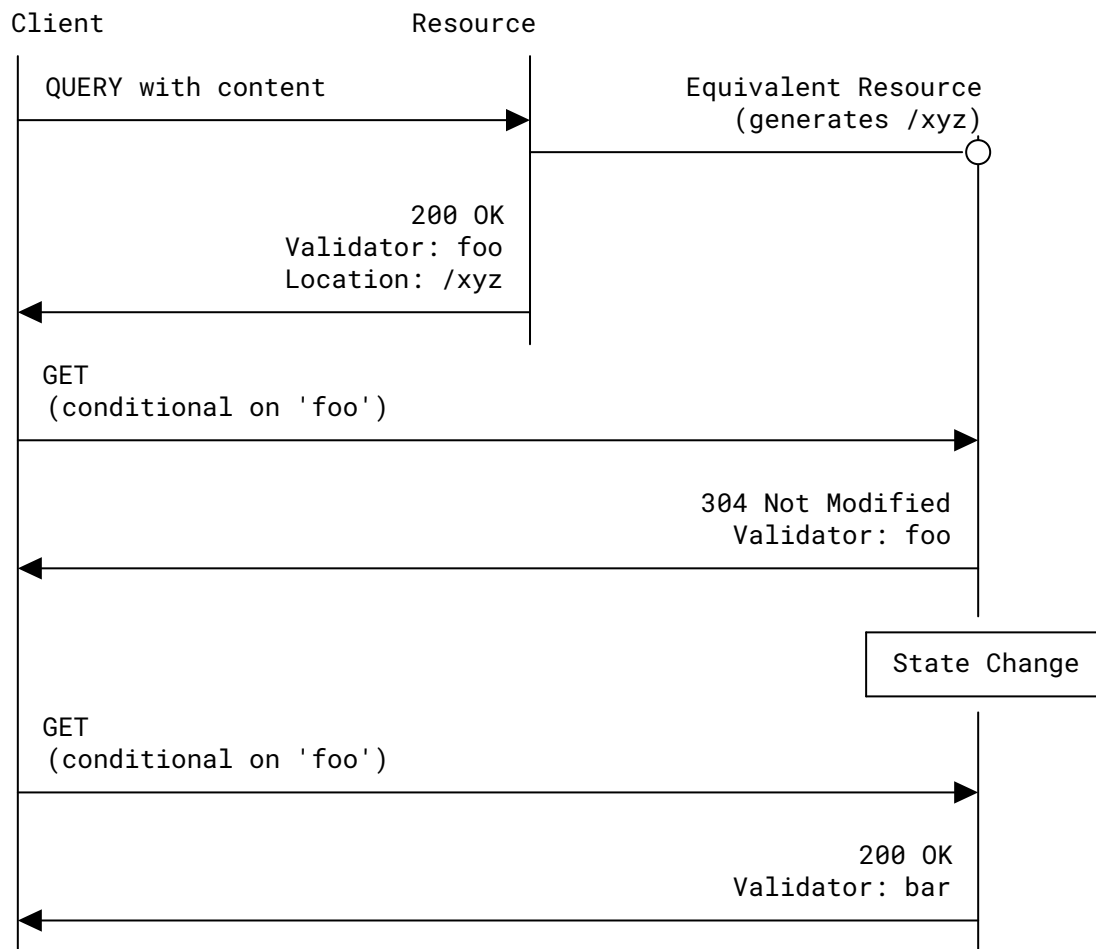 Client
Resource
QUERY with content
Equivalent Resource
(generates /xyz)
200 OK
Validator: foo
Location: /xyz
GET
(conditional on 'foo')
304 Not Modified
Validator: foo
State Change
GET
(conditional on 'foo')
200 OK
Validator: bar